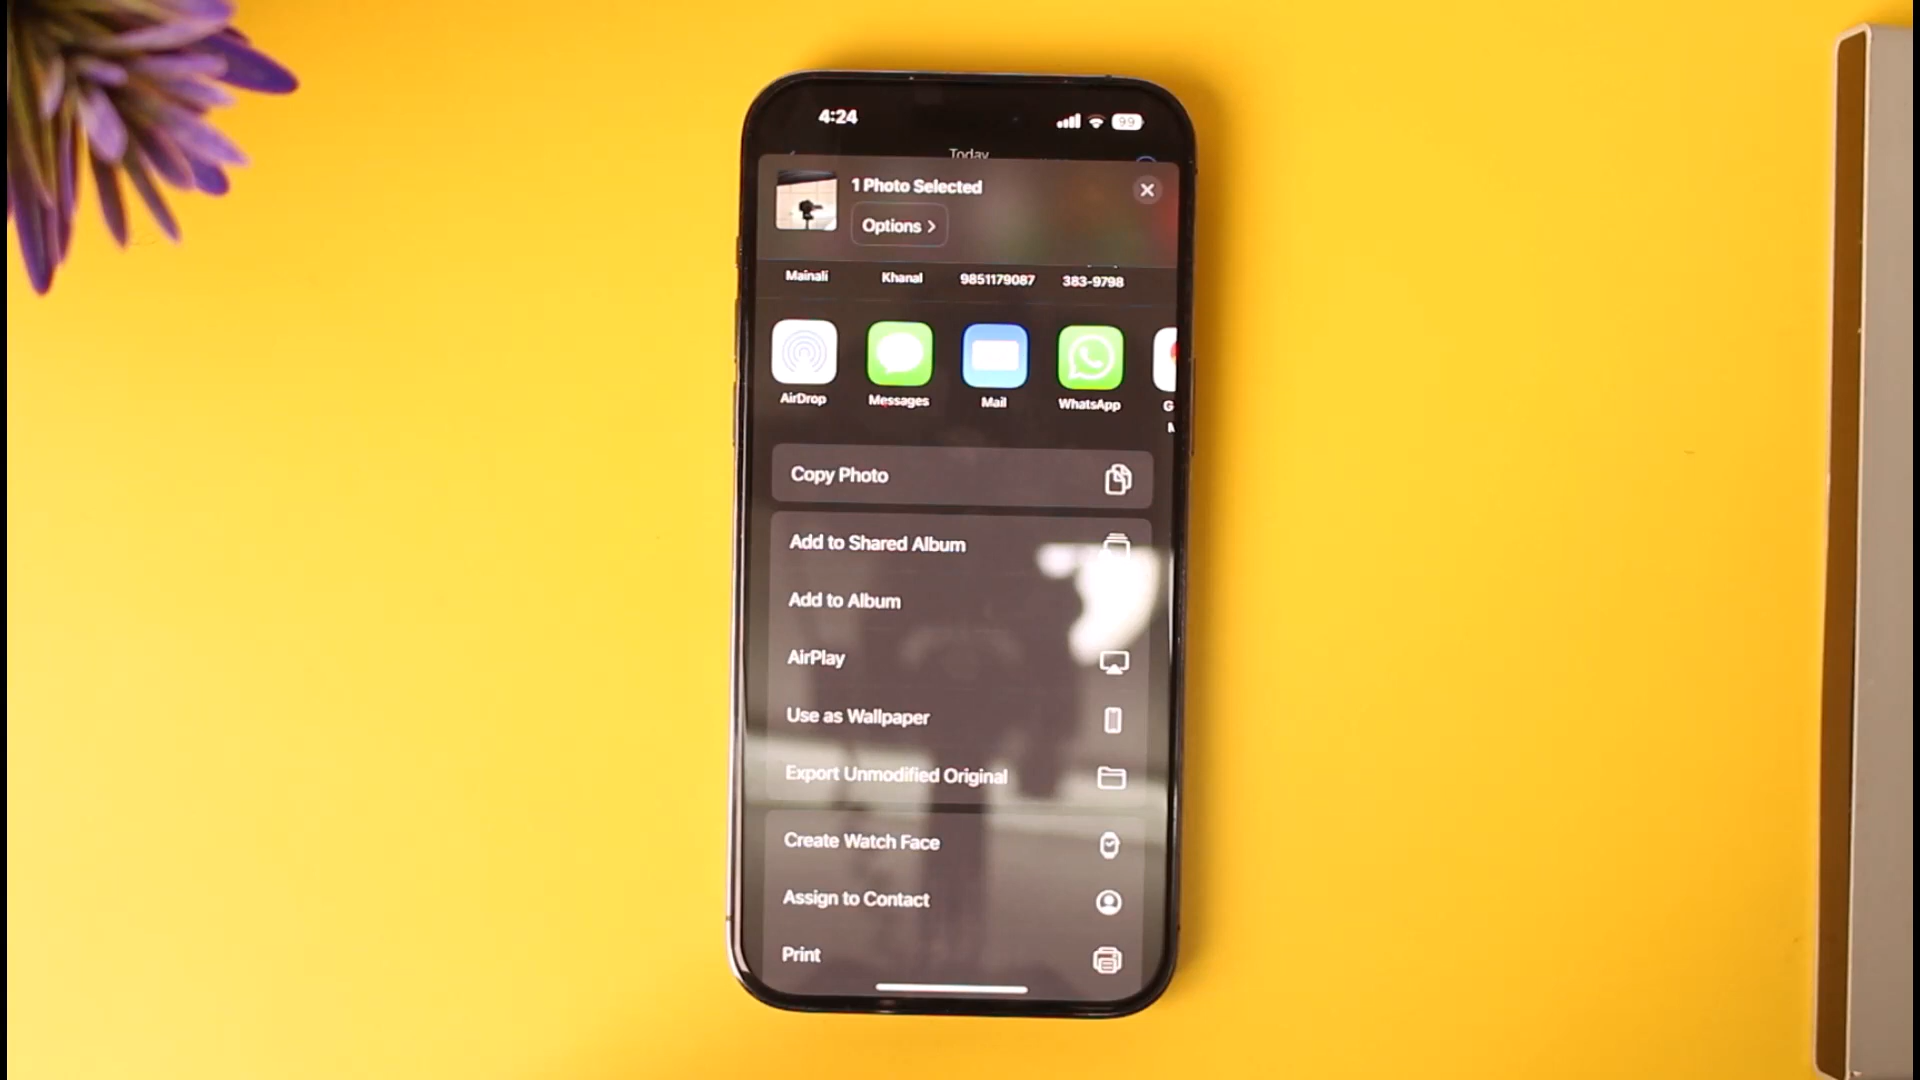 4:24
99
Today
1 Photo Selected
Options
Mainali
Khanal
9851179087
383-9798
AirDrop
Messages
Mail
WhatsApp
Copy Photo
Add to Shared Album
Add to Album
AirPlay
Use as Wallpaper
Export Unmodified Original
Create Watch Face
Assign to Contact
Print